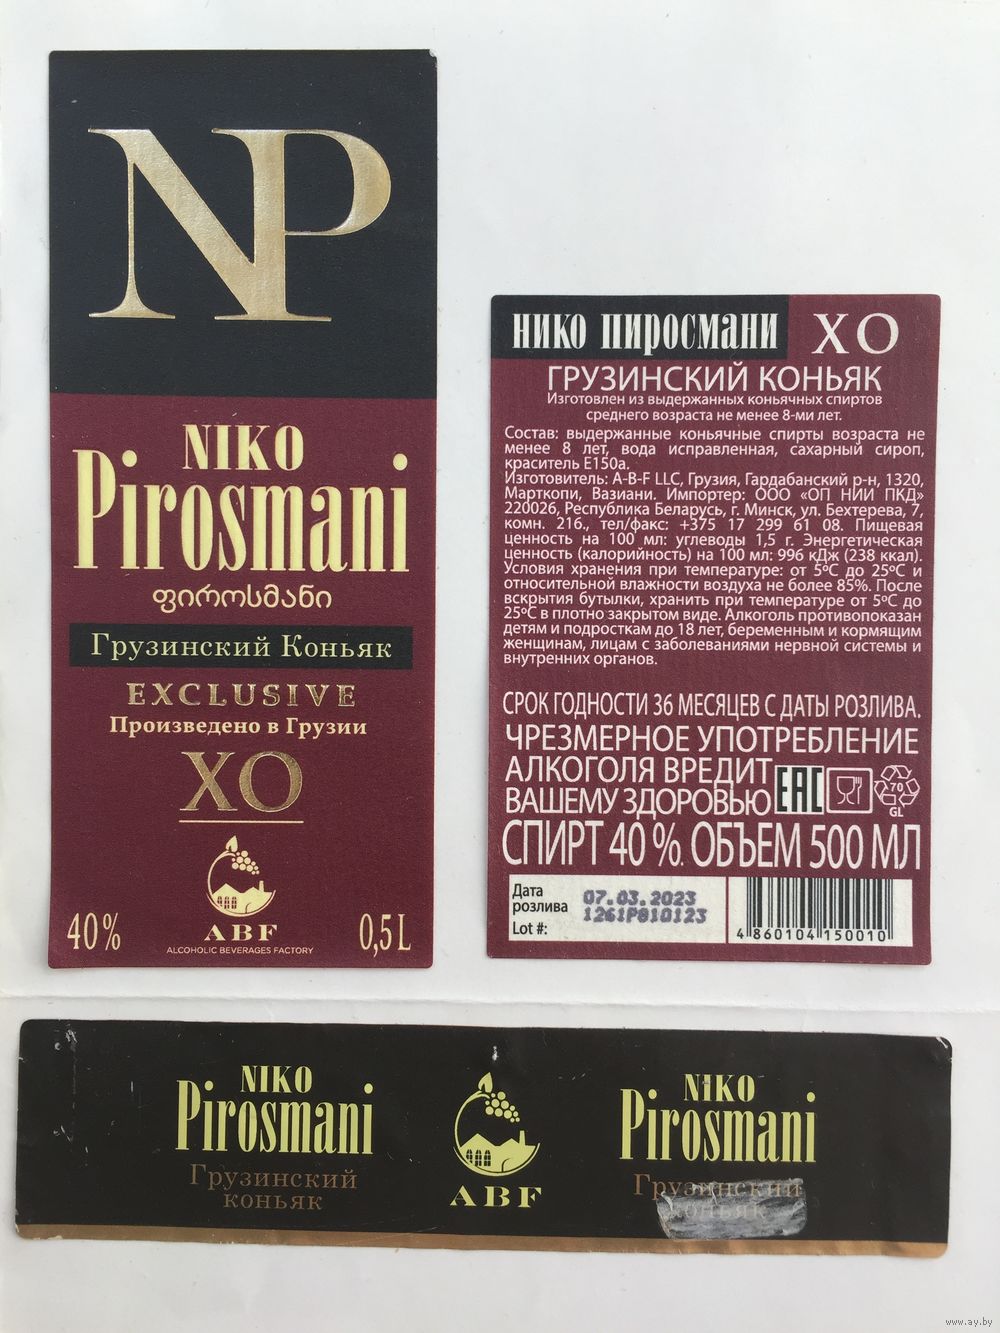 NP
NIKO
Pirosmani
ფიროსმანი
Грузинский Коньяк
EXCLUSIVE
Произведено в Грузии
XO
ABF
ALCOHOLIC BEVERAGES FACTORY
40%
0,5L
НИКО ПИРОСМАНИ
XO
ГРУЗИНСКИЙ КОНЬЯК
Изготовлен из выдержанных коньячных спиртов
среднего возраста не менее 8-ми лет.
Состав: выдержанные коньячные спирты возраста не
менее 8 лет, вода исправленная, сахарный сироп,
краситель Е150а.
Изготовитель: A-B-F LLC, Грузия, Гардабанский р-н, 1320,
Марткопи, Вазиани. Импортер: ООО «ОП НИИ ПКД»
220026, Республика Беларусь, г. Минск, ул. Бехтерева, 7,
комн. 216., тел/факс: +375 17 299 61 08. Пищевая
ценность на 100 мл: углеводы 1,5 г. Энергетическая
ценность (калорийность) на 100 мл: 996 кДж (238 ккал).
Условия хранения при температуре: от 5ºС до 25ºС и
относительной влажности воздуха не более 85%. После
вскрытия бутылки, хранить при температуре от 5ºС до
25ºС в плотно закрытом виде. Алкоголь противопоказан
детям и подросткам до 18 лет, беременным и кормящим
женщинам, лицам с заболеваниями нервной системы и
внутренних органов.
СРОК ГОДНОСТИ 36 МЕСЯЦЕВ С ДАТЫ РОЗЛИВА.
ЧРЕЗМЕРНОЕ УПОТРЕБЛЕНИЕ
АЛКОГОЛЯ ВРЕДИТ
ВАШЕМУ ЗДОРОВЬЮ
EAC
70
GL
СПИРТ 40 %. ОБЪЕМ 500 МЛ
Дата
розлива
Lot #:
07.03.2023
1261P010123
4 860104 150010
NIKO
Pirosmani
Грузинский
коньяк
ABF
NIKO
Pirosmani
Грузинский
коньяк
www.ay.by